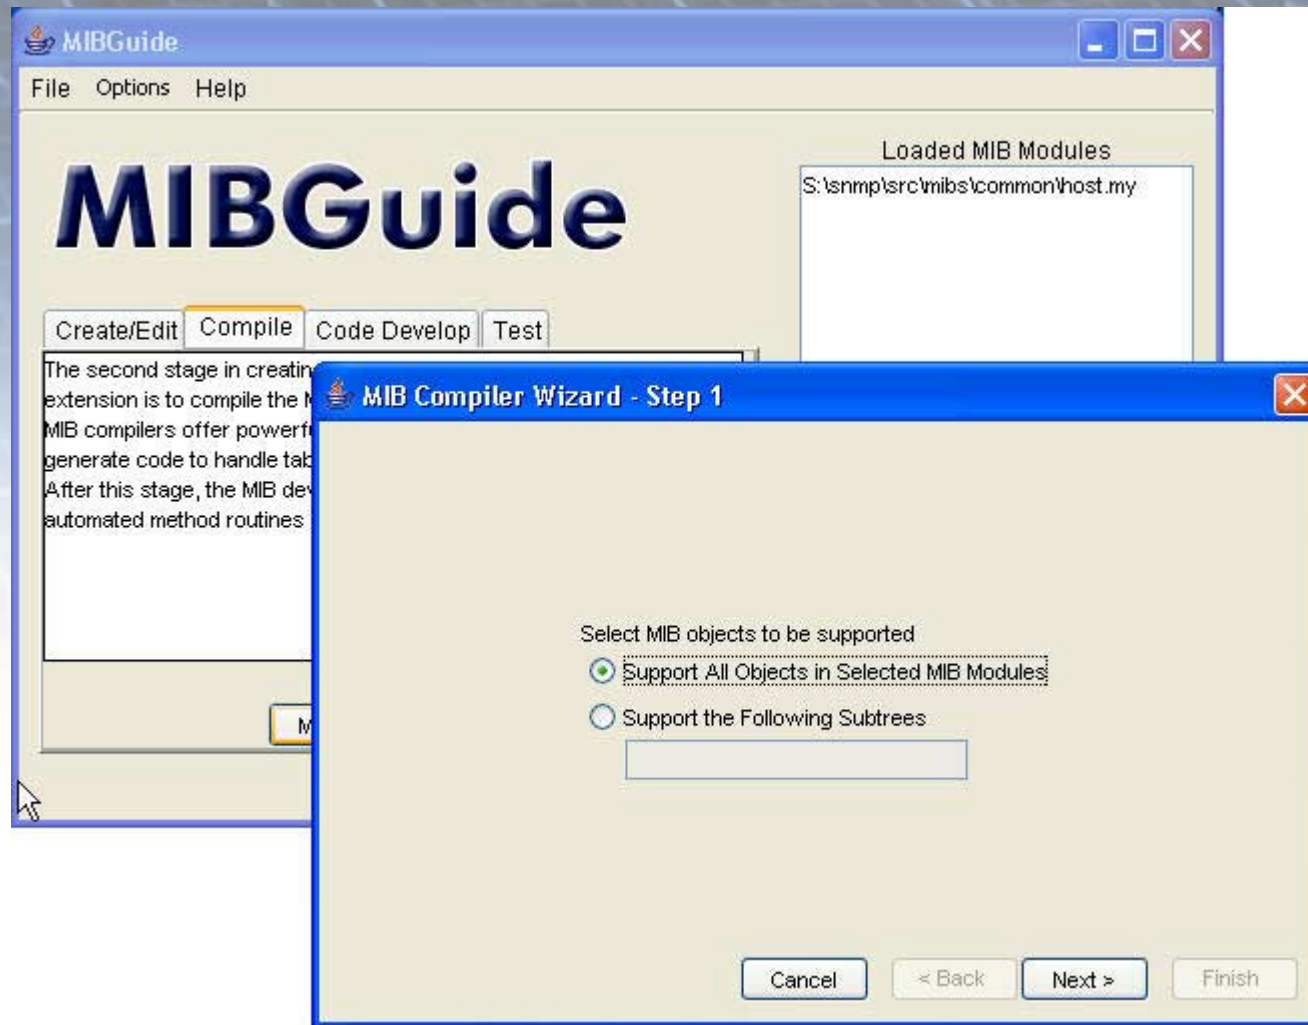 MIBGuide
File Options Help
MIBGuide
Loaded MIB Modules
S:\snmp\src\mibs\common\host.my
Create/Edit Compile Code Develop Test
The second stage in creatin
extension is to compile the
MIB compilers offer powerf
generate code to handle tab
After this stage, the MIB dev
automated method routines
MIB Compiler Wizard - Step 1
Select MIB objects to be supported
Support All Objects in Selected MIB Modules
Support the Following Subtrees
Cancel < Back Next > Finish